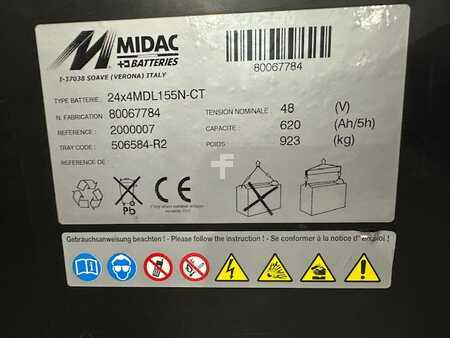 MIDAC
BATTERIES
I-37038 SOAVE (VERONA) ITALY
80067784
TYPE BATTERIE: 24x4MDL155N-CT
N. FABRICATION: 80067784
REFERENCE : 2000007
TRAY CODE: 506584-R2
TENSION NOMINALE : 48 (V)
CAPACITE : 620 (Ah/5h)
POIDS : 923 (kg)
Pb
CE
Gebrauchsanweisung beachten ! - Please follow the instruction ! - Se conformer à la notice d'emploi !